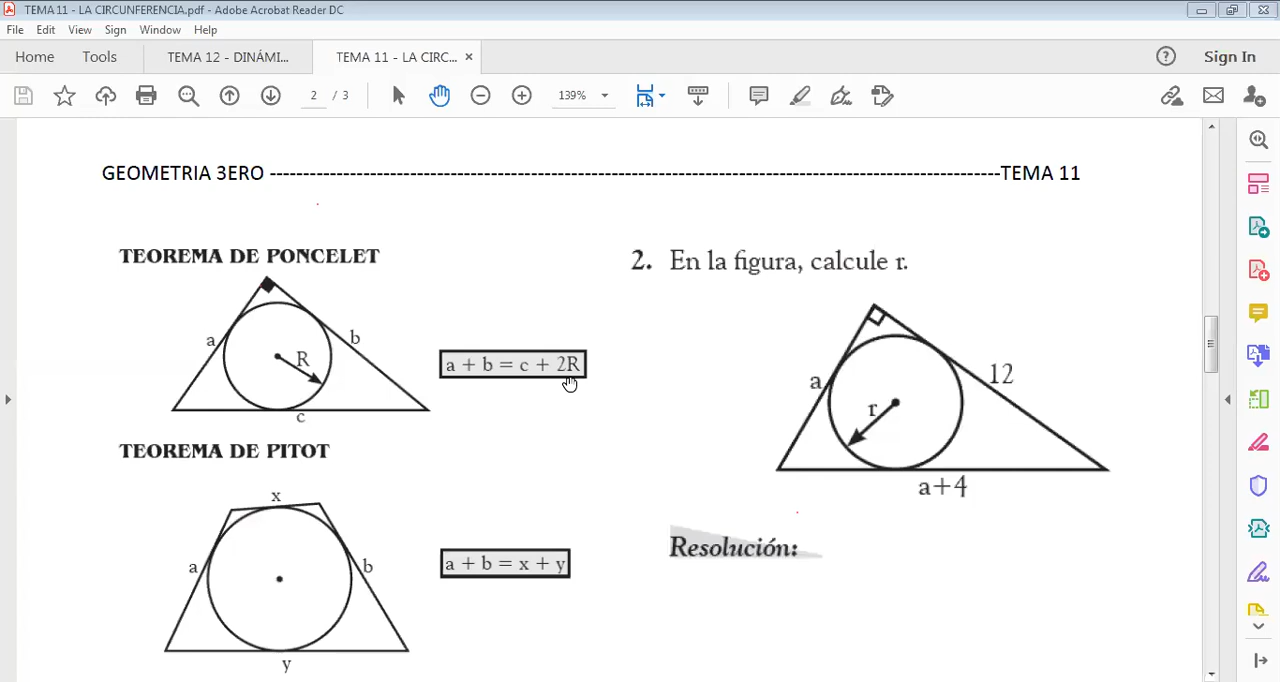 TEMA 11 - LA CIRCUNFERENCIA.pdf - Adobe Acrobat Reader DC
File Edit View Sign Window Help
Home Tools TEMA 12 - DINÁMI... TEMA 11 - LA CIRC... × Sign In
2 / 3 139%
GEOMETRIA 3ERO ------------------------------------------------------------------------------------------------------------TEMA 11
TEOREMA DE PONCELET
a
b
R
c
a + b = c + 2R
TEOREMA DE PITOT
x
a
b
y
a + b = x + y
2. En la figura, calcule r.
a
12
r
a+4
Resolución: